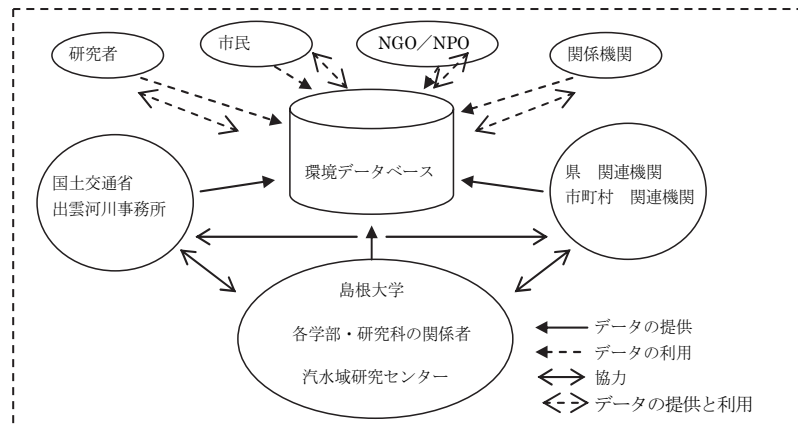 研究者
市民
NGO／NPO
関係機関
環境データベース
国土交通省
出雲河川事務所
県　関連機関
市町村　関連機関
島根大学
各学部・研究科の関係者
汽水域研究センター
データの提供
データの利用
協力
データの提供と利用